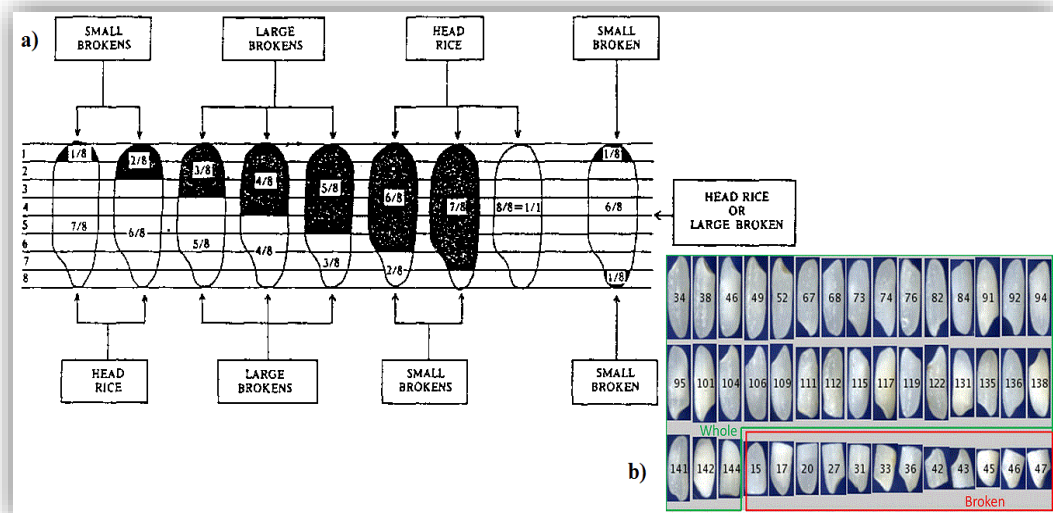 a)
SMALL
BROKENS
LARGE
BROKENS
HEAD
RICE
SMALL
BROKEN
1/8 2/8 3/8 4/8 5/8 6/8 7/8 8/8=1/1 1/8
7/8 6/8 5/8 4/8 3/8 2/8 6/8 1/8
1
2
3
4
5
6
7
8
HEAD RICE
OR
LARGE BROKEN
HEAD
RICE
LARGE
BROKENS
SMALL
BROKENS
SMALL
BROKEN
b)
34 38 46 49 52 67 68 73 74 76 82 84 91 92 94
95 101 104 106 109 111 112 115 117 119 122 131 135 136 138
Whole
141 142 144 15 17 20 27 31 33 36 42 43 45 46 47
Broken